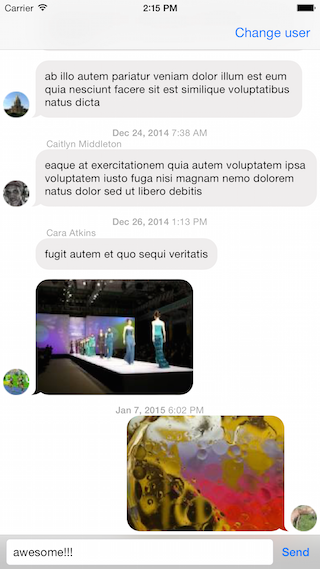 Carrier 2:15 PM
Change user
ab illo autem pariatur veniam dolor illum est eum
quia nesciunt facere sit est similique voluptatibus
natus dicta
Dec 24, 2014 7:38 AM
Caitlyn Middleton
eaque at exercitationem quia autem voluptatem ipsa
voluptatem iusto fuga nisi magnam nemo dolorem
natus dolor sed ut libero debitis
Dec 26, 2014 1:13 PM
Cara Atkins
fugit autem et quo sequi veritatis
Jan 7, 2015 6:02 PM
awesome!!! Send